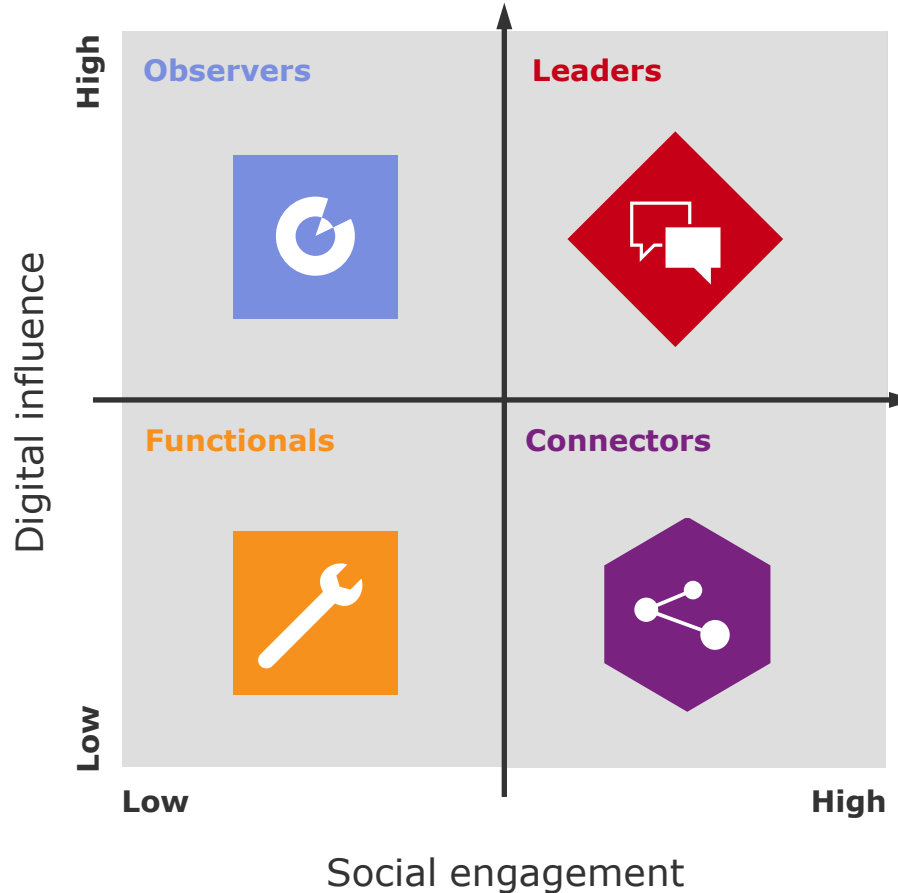 High
Observers
Leaders
Digital influence
Functionals
Connectors
Low
Low
High
Social engagement